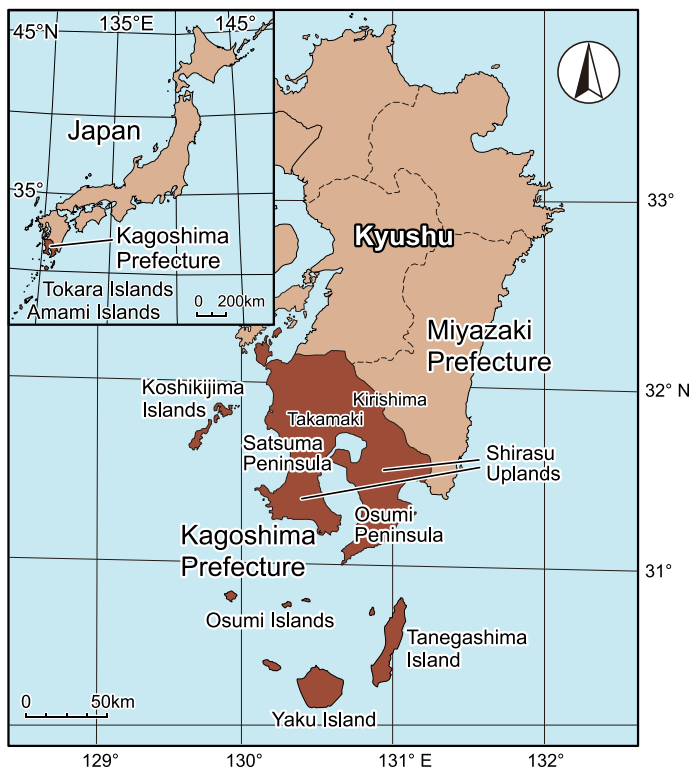 45°N
135°E
145°
Japan
35°
Kagoshima
Prefecture
Tokara Islands
Amami Islands
0 200km
33°
Kyushu
Miyazaki
Prefecture
32° N
Koshikijima
Islands
Kirishima
Takamaki
Satsuma
Peninsula
Shirasu
Uplands
Osumi
Peninsula
Kagoshima
Prefecture
31°
Osumi Islands
Tanegashima
Island
0 50km
Yaku Island
129°
130°
131° E
132°